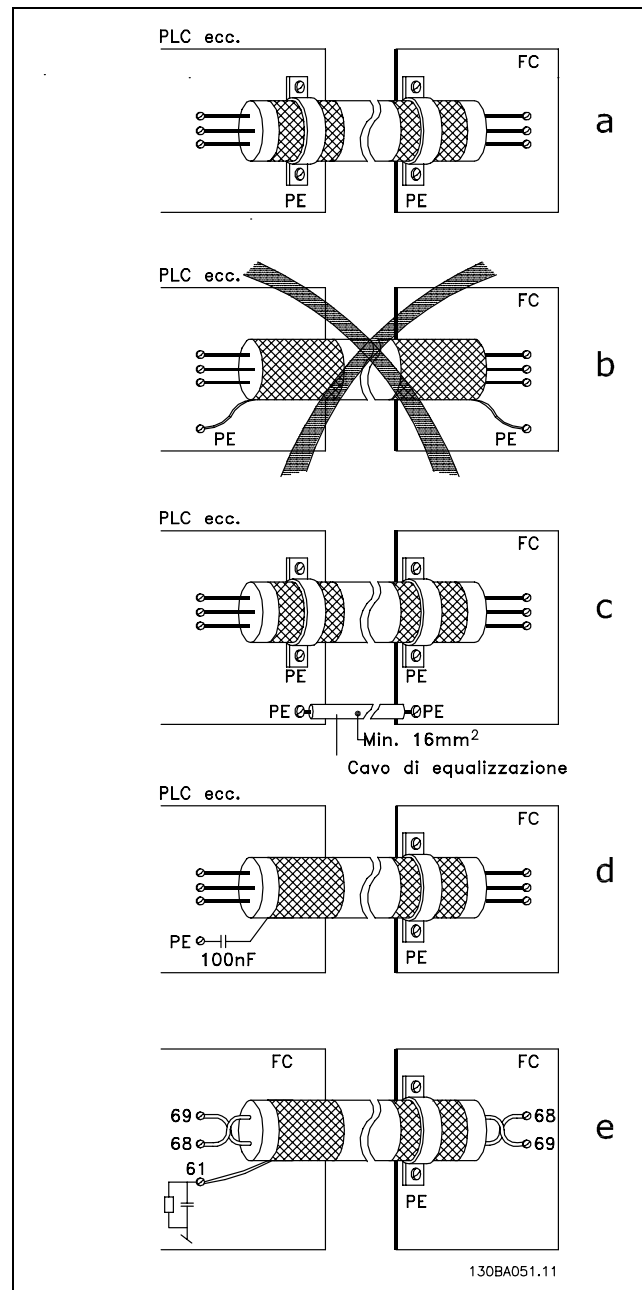 PLC ecc.
FC
a
PE
PE
PLC ecc.
FC
b
PE
PE
PLC ecc.
FC
c
PE
PE
PE
PE
Min. 16mm²
Cavo di equalizzazione
PLC ecc.
FC
d
PE
100nF
PE
FC
FC
69
68
68
69
e
61
PE
130BA051.11